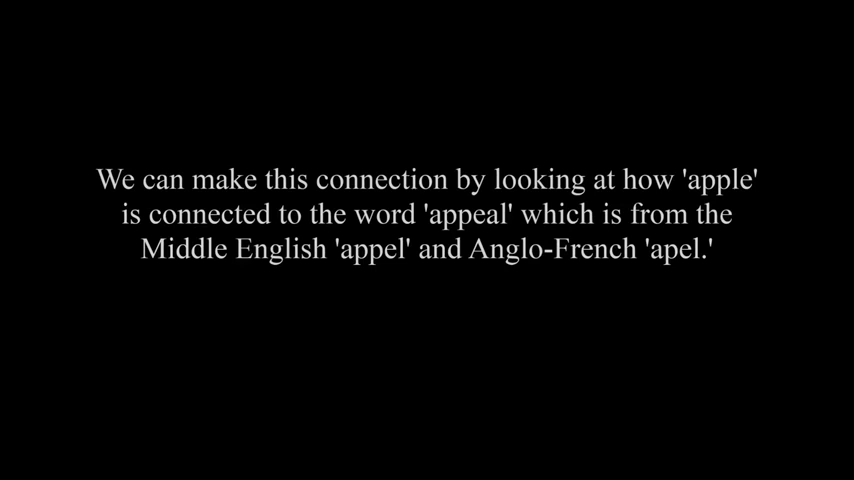 We can make this connection by looking at how 'apple'
is connected to the word 'appeal' which is from the
Middle English 'appel' and Anglo-French 'apel.'